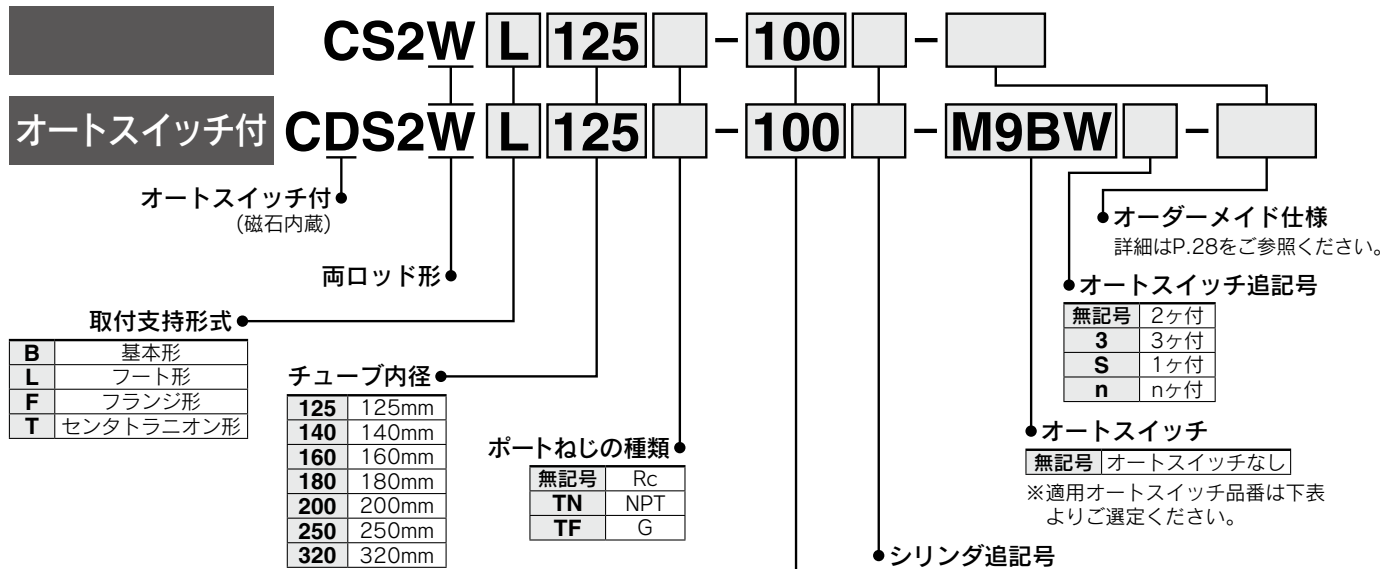 CS2W L 125 - 100 -
オートスイッチ付 CDS2W L 125 - 100 - M9BW -
オートスイッチ付
(磁石内蔵)
両ロッド形
取付支持形式
B 基本形
L フート形
F フランジ形
T センタトラニオン形
チューブ内径
125 125mm
140 140mm
160 160mm
180 180mm
200 200mm
250 250mm
320 320mm
ポートねじの種類
無記号 Rc
TN NPT
TF G
オーダーメイド仕様
詳細はP.28をご参照ください。
オートスイッチ追記号
無記号 2ヶ付
3 3ヶ付
S 1ヶ付
n nヶ付
オートスイッチ
無記号 オートスイッチなし
※適用オートスイッチ品番は下表
よりご選定ください。
シリンダ追記号